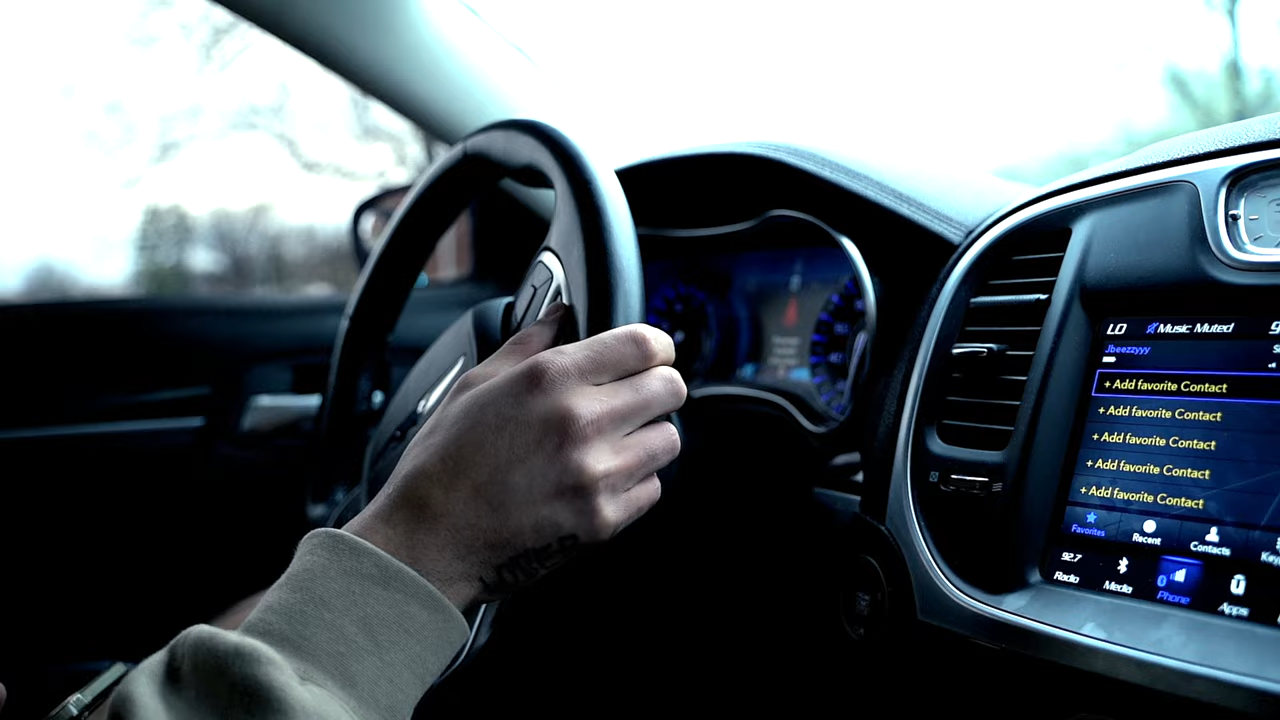 LO Music Muted
Jbeezzyyy
+ Add favorite Contact
+ Add favorite Contact
+ Add favorite Contact
+ Add favorite Contact
+ Add favorite Contact
Favorites Recent Contacts
92.7
Radio Media 0 Phone Apps